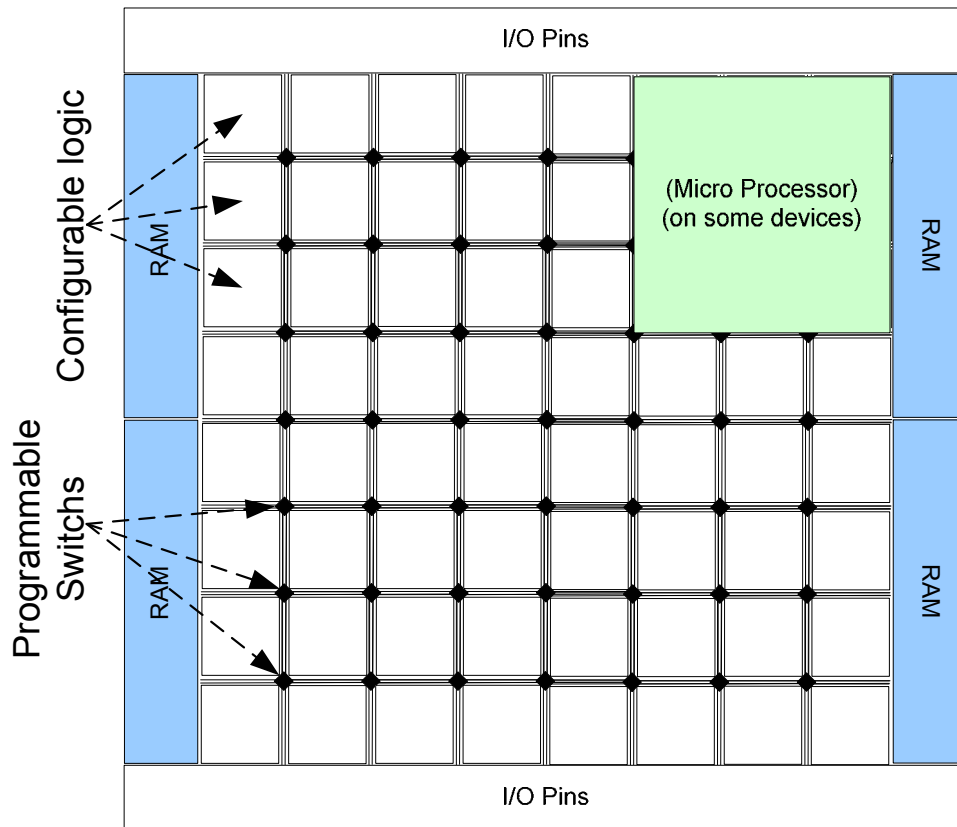 I/O Pins
Configurable logic
RAM
(Micro Processor)
(on some devices)
RAM
Programmable
Switchs
RAM
RAM
I/O Pins